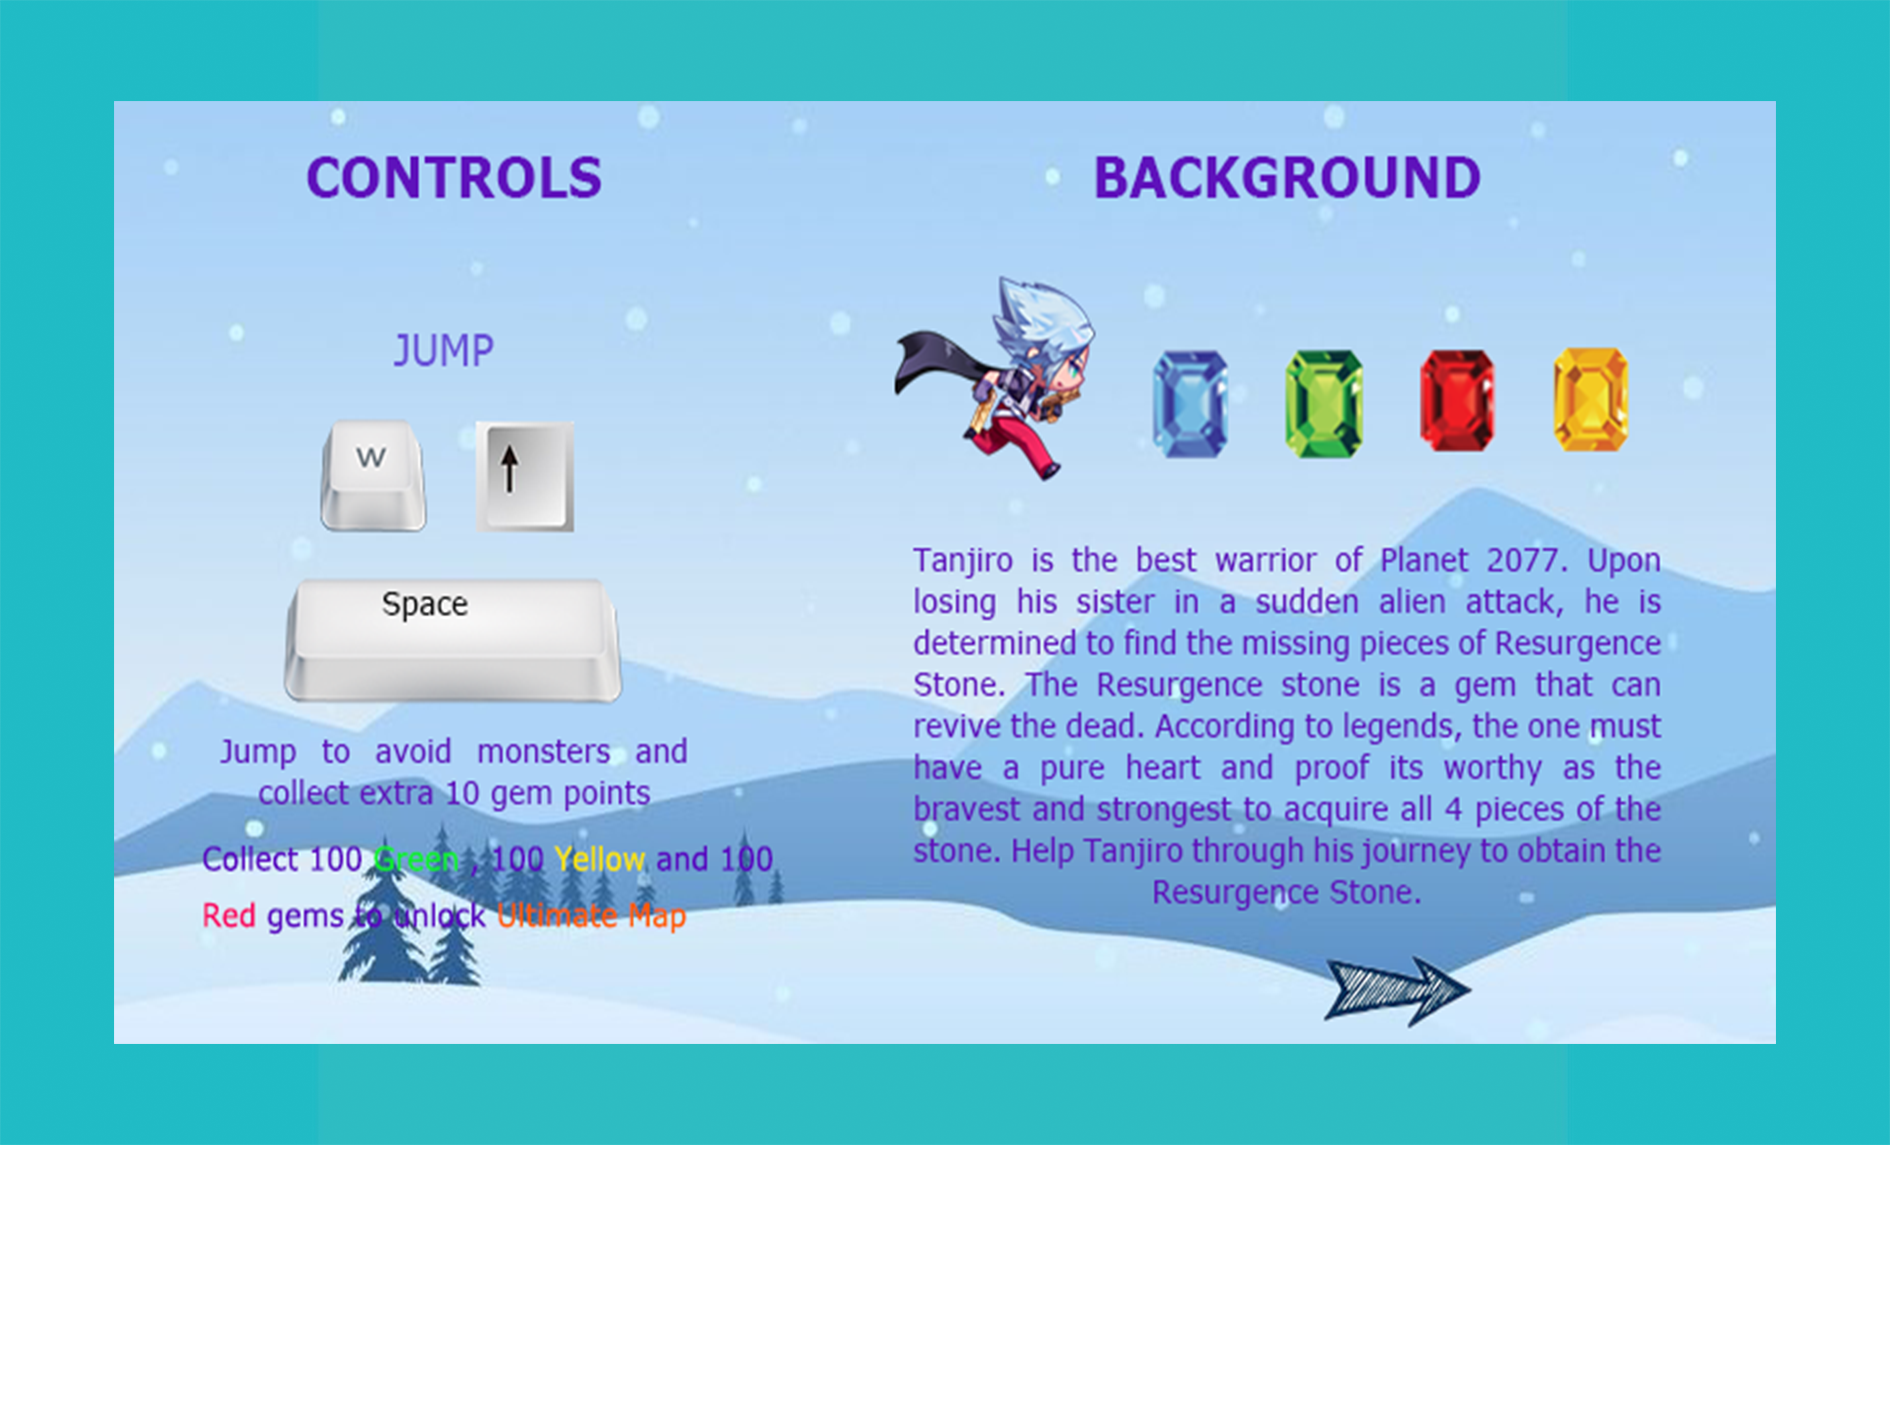 CONTROLS
JUMP
W
Space
Jump to avoid monsters and
collect extra 10 gem points
Collect 100 Green , 100 Yellow and 100
Red gems to unlock Ultimate Map
BACKGROUND
Tanjiro is the best warrior of Planet 2077. Upon
losing his sister in a sudden alien attack, he is
determined to find the missing pieces of Resurgence
Stone. The Resurgence stone is a gem that can
revive the dead. According to legends, the one must
have a pure heart and proof its worthy as the
bravest and strongest to acquire all 4 pieces of the
stone. Help Tanjiro through his journey to obtain the
Resurgence Stone.